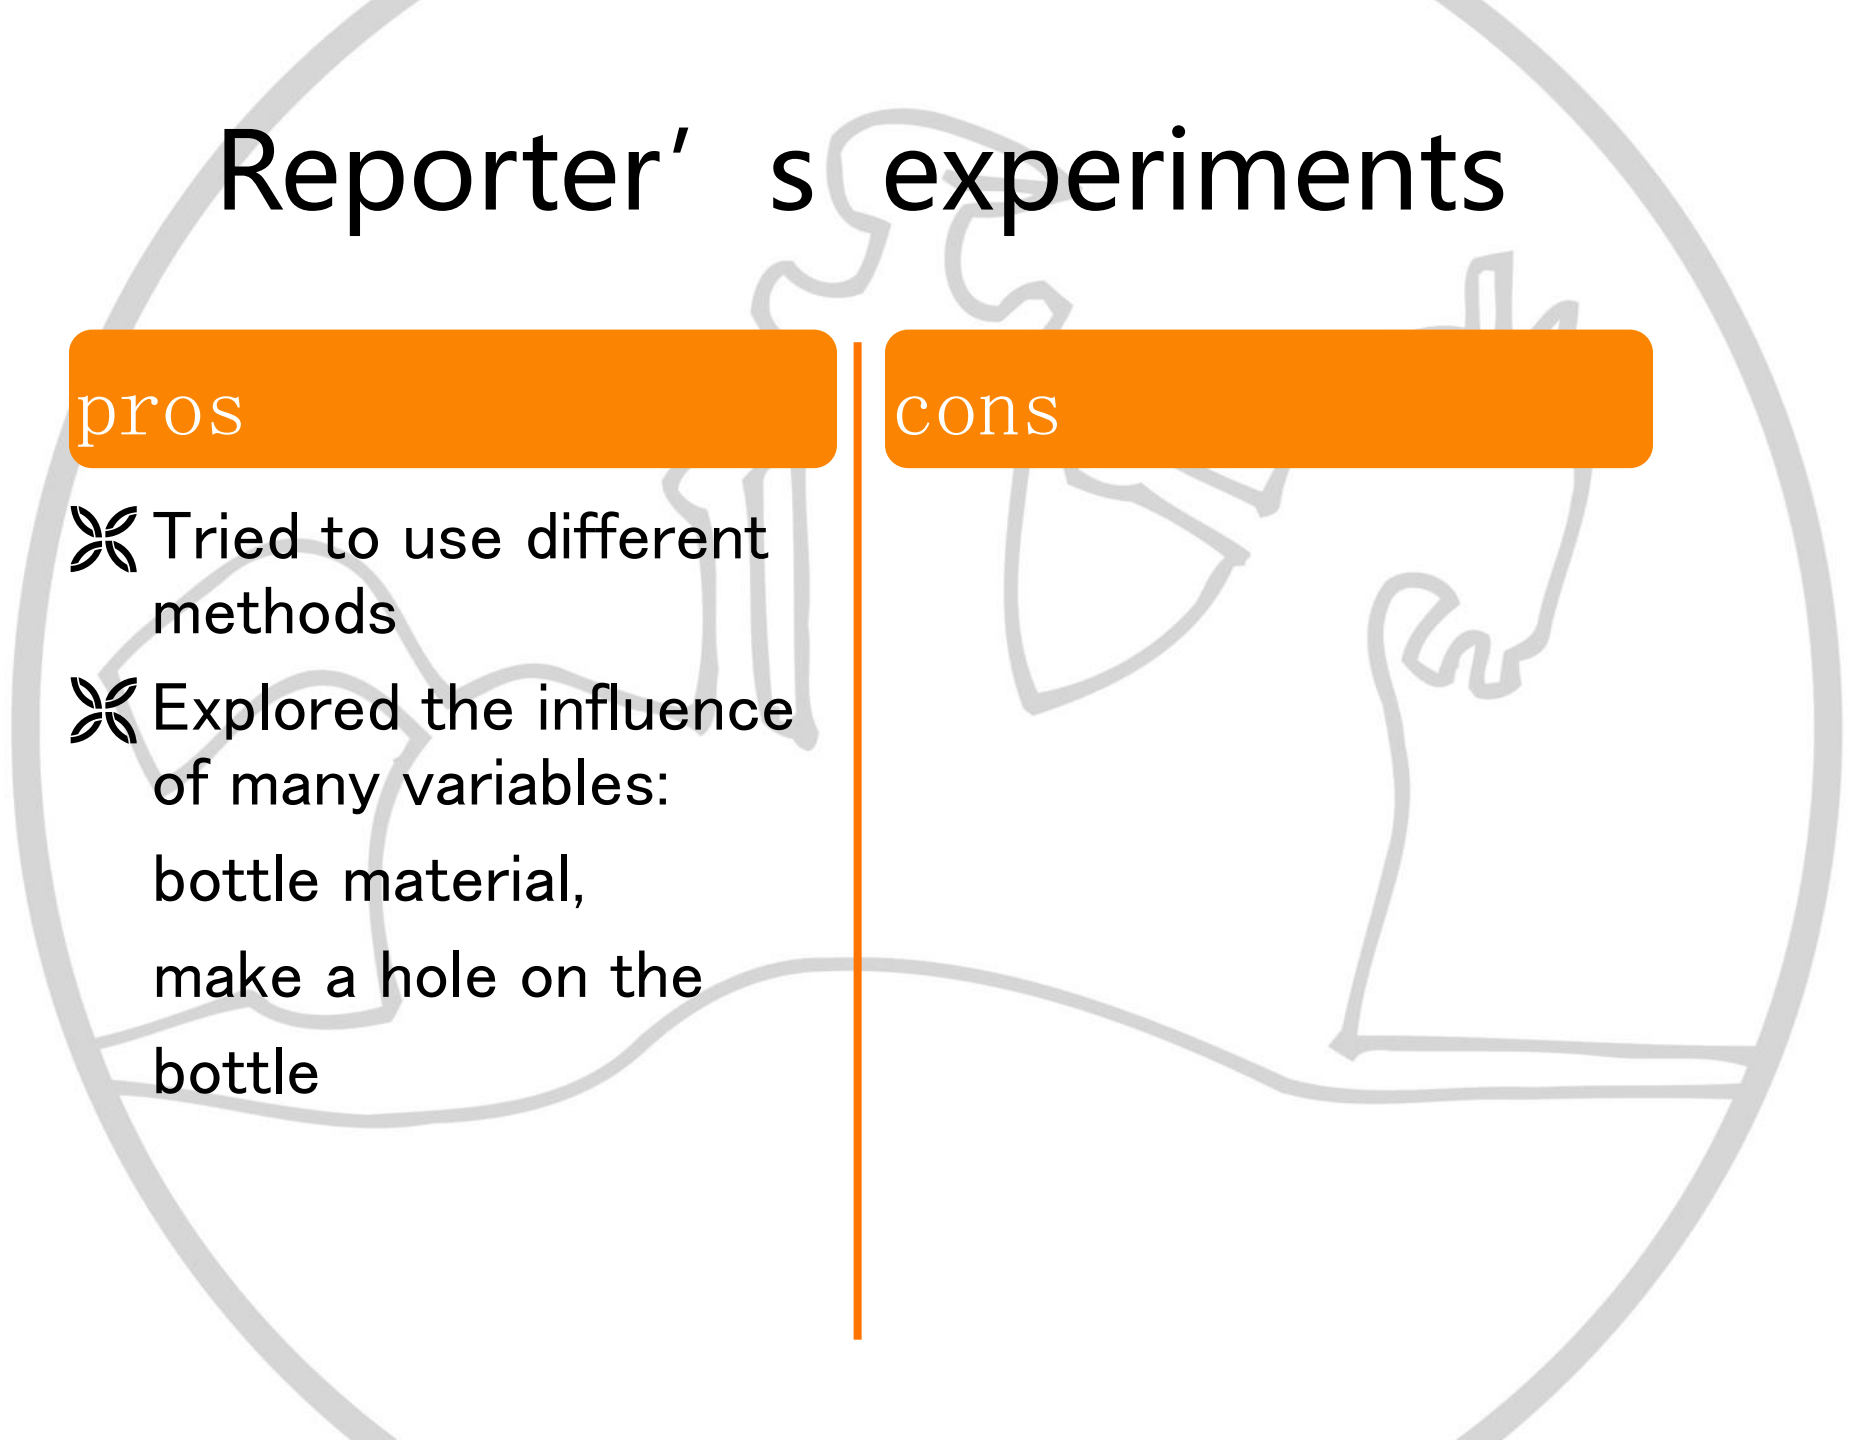 Reporter’s experiments
pros
cons
Tried to use different
methods
Explored the influence
of many variables:
bottle material,
make a hole on the
bottle